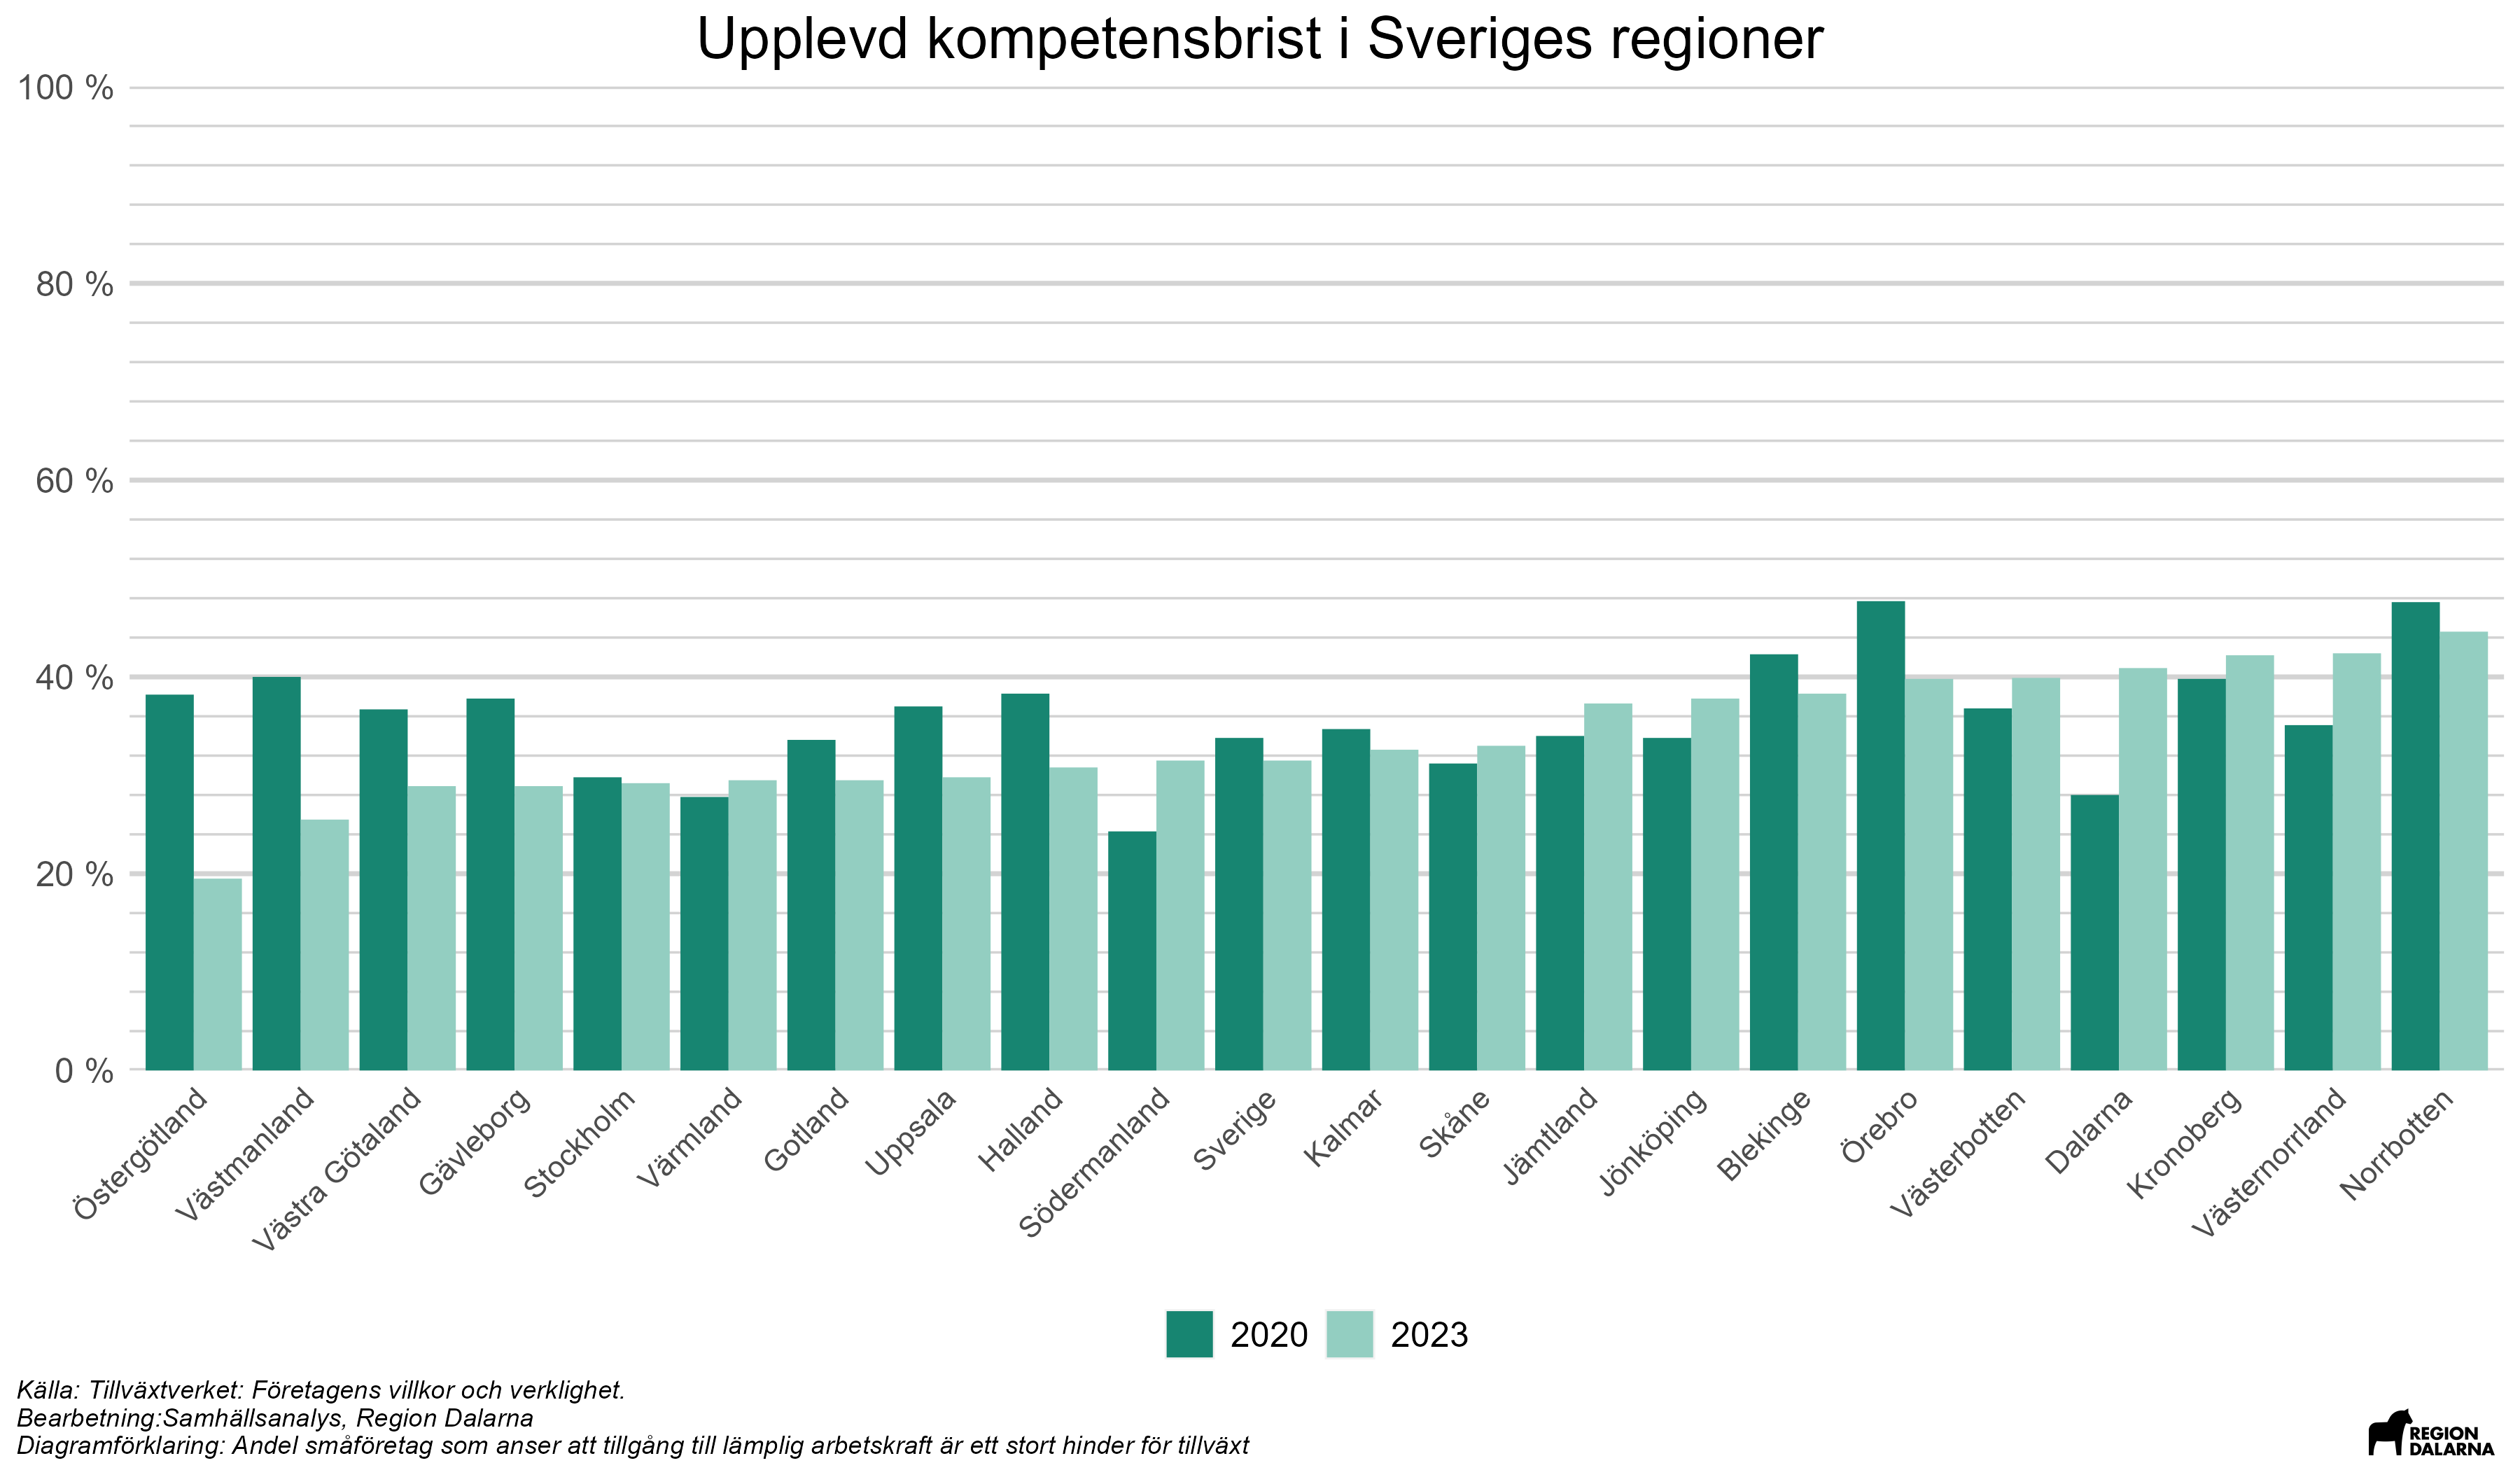 Upplevd kompetensbrist i Sveriges regioner
100 %
80 %
60 %
40 %
20 %
0 %
Östergötland
Västmanland
Västra Götaland
Gävleborg
Stockholm
Värmland
Gotland
Uppsala
Halland
Södermanland
Sverige
Kalmar
Skåne
Jämtland
Jönköping
Blekinge
Örebro
Västerbotten
Dalarna
Kronoberg
Västernorrland
Norrbotten
2020
2023
Källa: Tillväxtverket: Företagens villkor och verklighet.
Bearbetning:Samhällsanalys, Region Dalarna
Diagramförklaring: Andel småföretag som anser att tillgång till lämplig arbetskraft är ett stort hinder för tillväxt
REGION
DALARNA